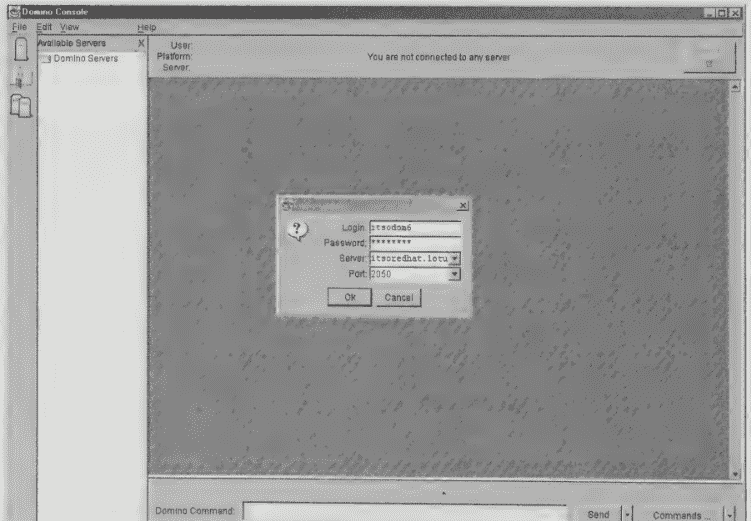 Domino Console
File Edit View Help
Available Servers X
Domino Servers
User:
Platform:
Server:
You are not connected to any server
?
Login: itsodom6
Password: ********
Server: itsoredhat.lotu
Port: 2050
Ok Cancel
Domino Command:
Send Commands ...